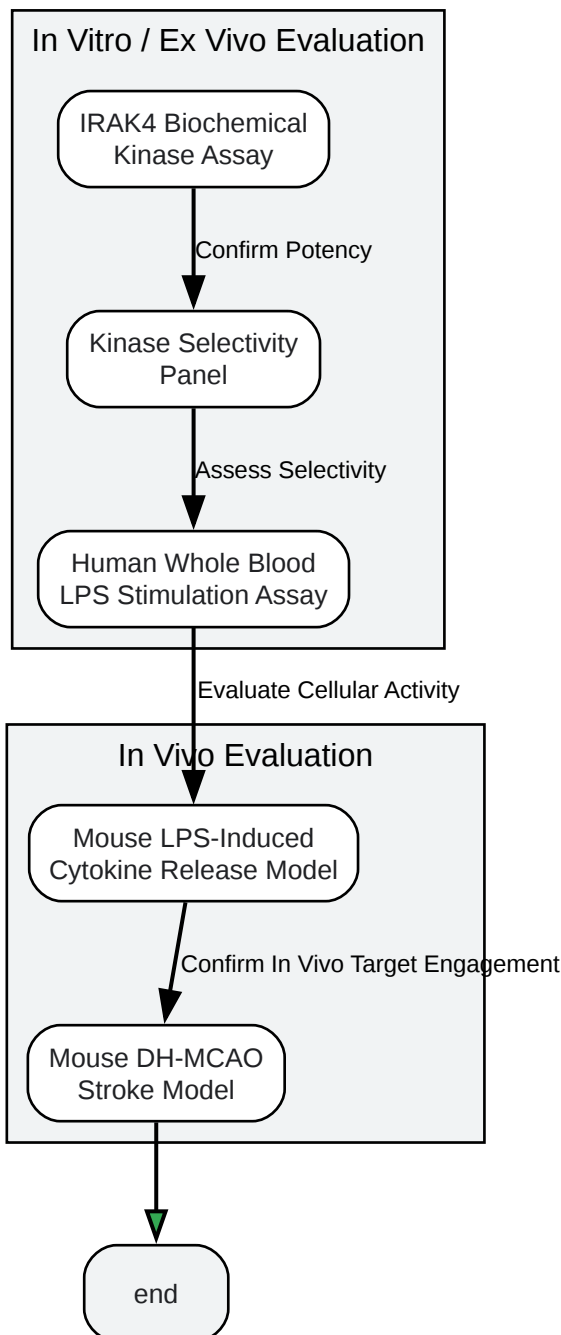 In Vitro / Ex Vivo Evaluation
IRAK4 Biochemical
Kinase Assay
Confirm Potency
Kinase Selectivity
Panel
Assess Selectivity
Human Whole Blood
LPS Stimulation Assay
Evaluate Cellular Activity
In Vivo Evaluation
Mouse LPS-Induced
Cytokine Release Model
Confirm In Vivo Target Engagement
Mouse DH-MCAO
Stroke Model
end